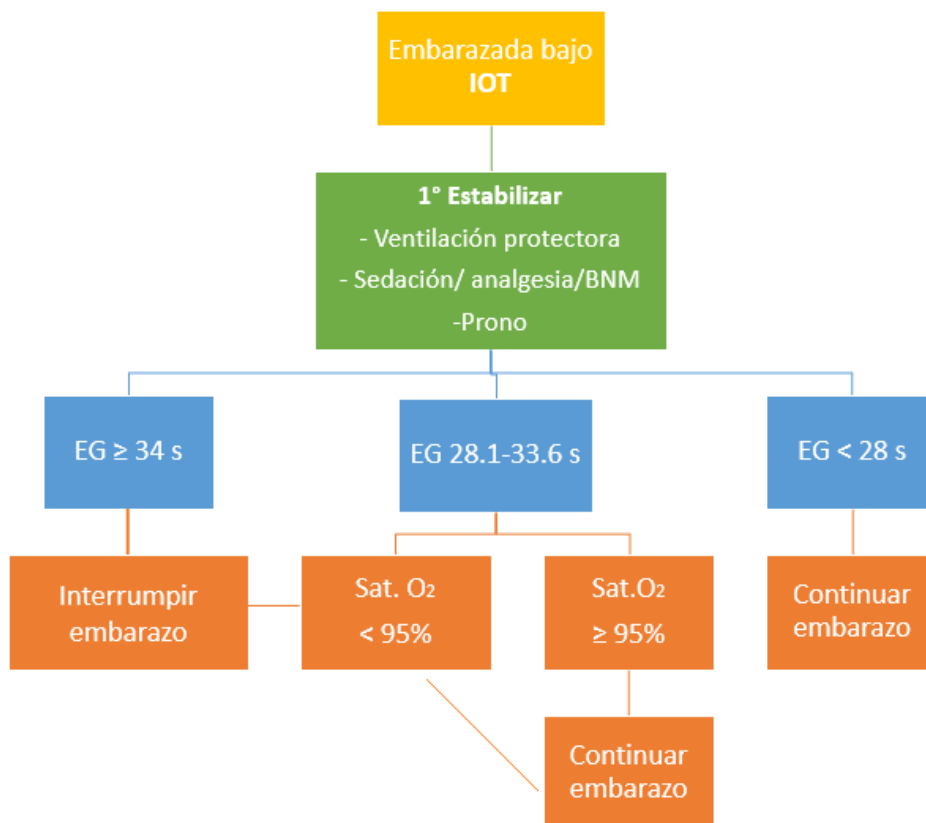 Embarazada bajo
IOT
1° Estabilizar
- Ventilación protectora
- Sedación/ analgesia/BNM
-Prono
EG ≥ 34 s
EG 28.1-33.6 s
EG < 28 s
Interrumpir
embarazo
Sat. O₂
< 95%
Sat.O₂
≥ 95%
Continuar
embarazo
Continuar
embarazo